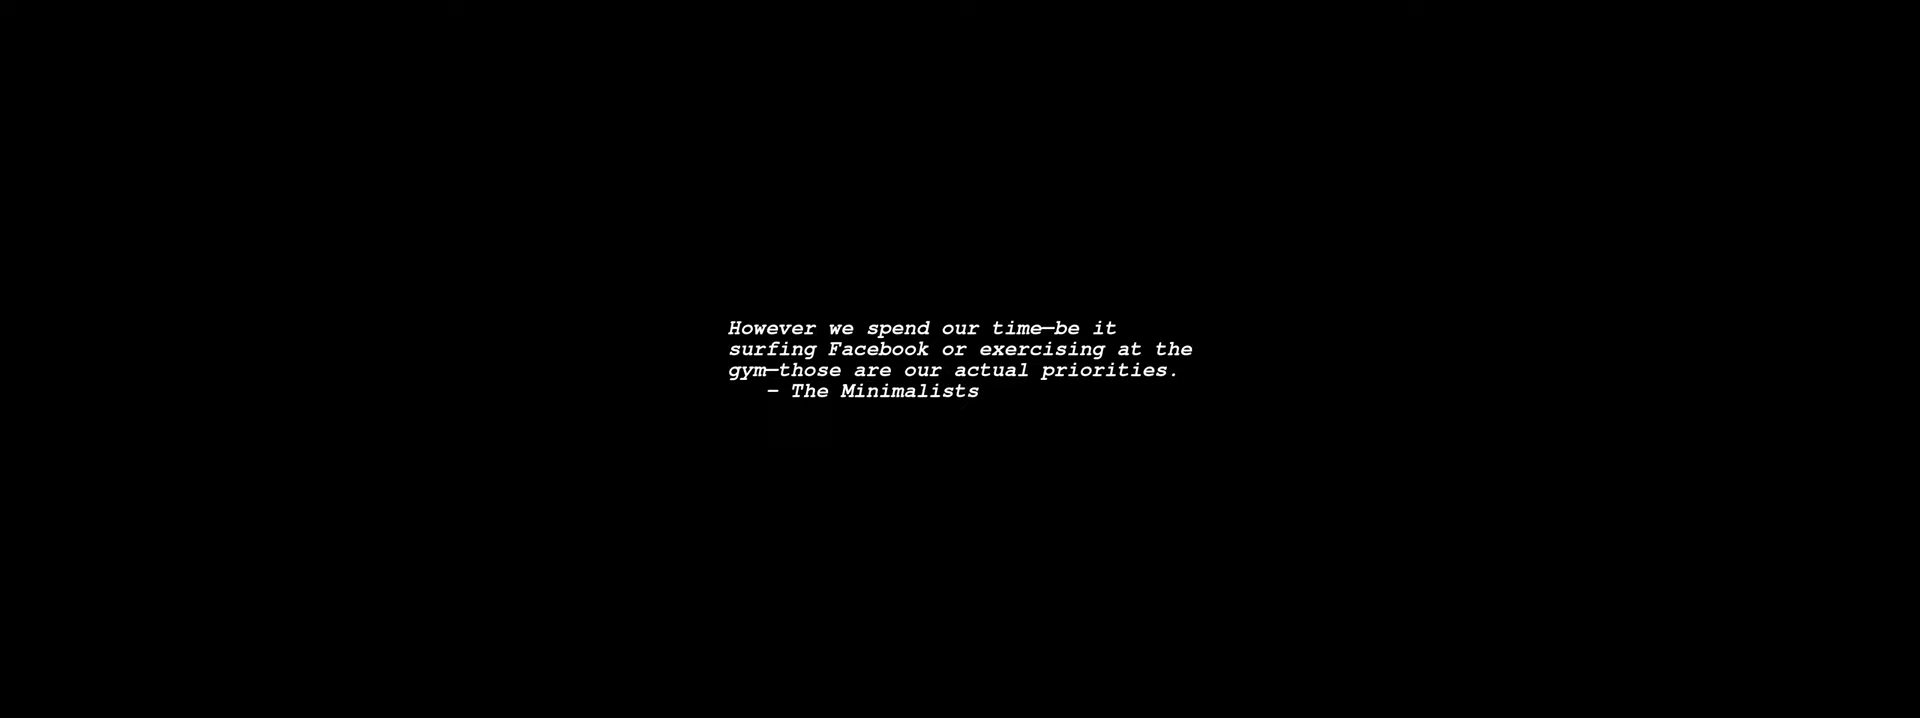 However we spend our time—be it
surfing Facebook or exercising at the
gym—those are our actual priorities.
– The Minimalists